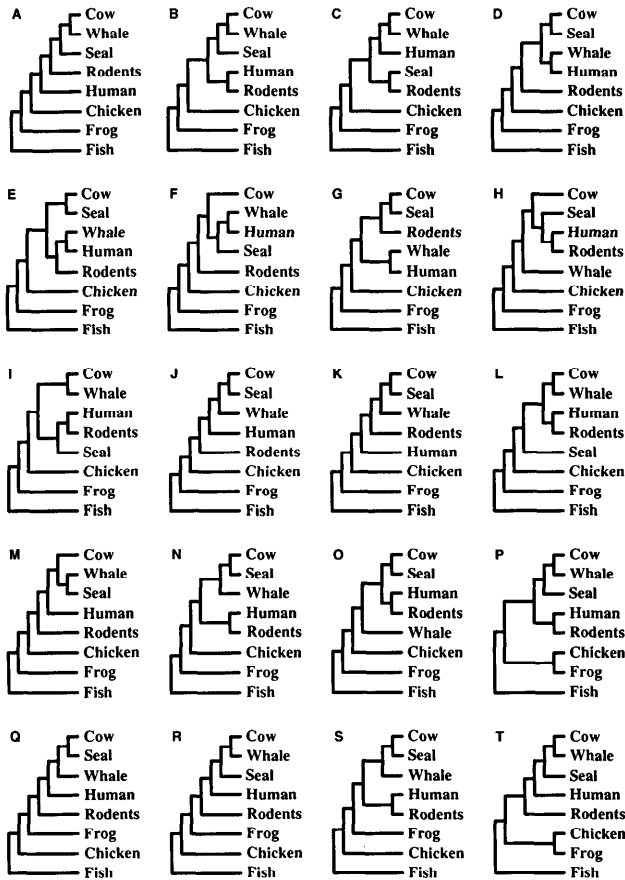 A
Cow
Whale
Seal
Rodents
Human
Chicken
Frog
Fish
B
Cow
Whale
Seal
Human
Rodents
Chicken
Frog
Fish
C
Cow
Whale
Human
Seal
Rodents
Chicken
Frog
Fish
D
Cow
Seal
Whale
Human
Rodents
Chicken
Frog
Fish
E
Cow
Seal
Whale
Human
Rodents
Chicken
Frog
Fish
F
Cow
Whale
Human
Seal
Rodents
Chicken
Frog
Fish
G
Cow
Seal
Rodents
Whale
Human
Chicken
Frog
Fish
H
Cow
Seal
Human
Rodents
Whale
Chicken
Frog
Fish
I
Cow
Whale
Human
Rodents
Seal
Chicken
Frog
Fish
J
Cow
Seal
Whale
Human
Rodents
Chicken
Frog
Fish
K
Cow
Seal
Whale
Rodents
Human
Chicken
Frog
Fish
L
Cow
Whale
Human
Rodents
Seal
Chicken
Frog
Fish
M
Cow
Whale
Seal
Human
Rodents
Chicken
Frog
Fish
N
Cow
Seal
Whale
Human
Rodents
Chicken
Frog
Fish
O
Cow
Seal
Human
Rodents
Whale
Chicken
Frog
Fish
P
Cow
Whale
Seal
Human
Rodents
Chicken
Frog
Fish
Q
Cow
Seal
Whale
Human
Rodents
Frog
Chicken
Fish
R
Cow
Whale
Seal
Human
Rodents
Frog
Chicken
Fish
S
Cow
Seal
Whale
Human
Rodents
Frog
Chicken
Fish
T
Cow
Whale
Seal
Human
Rodents
Chicken
Frog
Fish